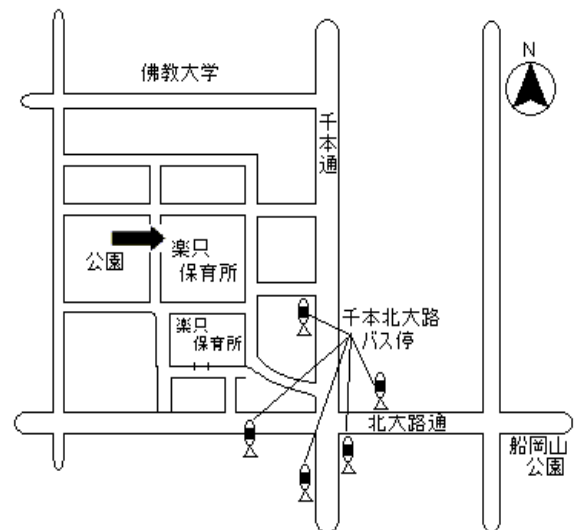 佛教大学
N
千本通
楽只
保育所
公園
千本北大路
バス停
楽只
保育所
北大路通
船岡山
公園